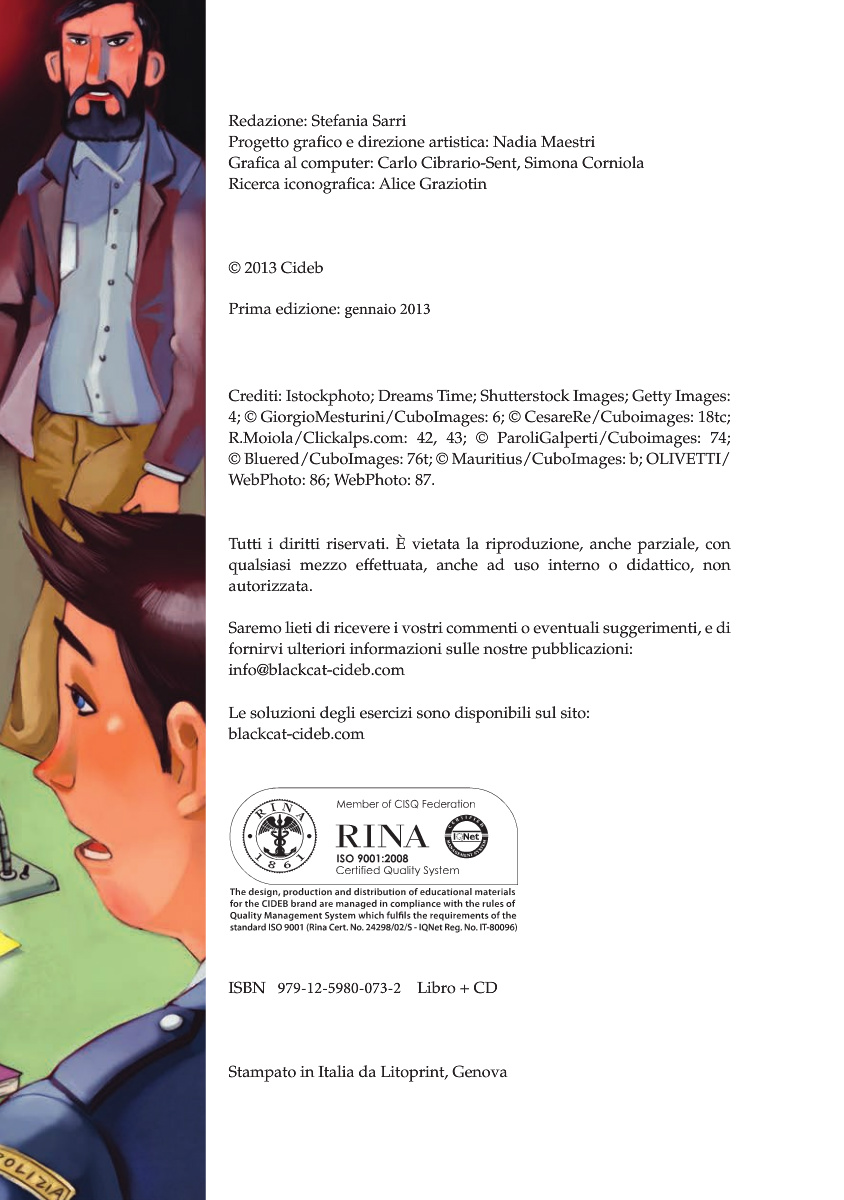 Redazione: Stefania Sarri
Progetto grafico e direzione artistica: Nadia Maestri
Grafica al computer: Carlo Cibrario-Sent, Simona Corniola
Ricerca iconografica: Alice Graziotin
© 2013 Cideb
Prima edizione: gennaio 2013
Crediti: Istockphoto; Dreams Time; Shutterstock Images; Getty Images:
4; © GiorgioMesturini/CuboImages: 6; © CesareRe/Cuboimages: 18tc;
R.Moiola/Clickalps.com: 42, 43; © ParoliGalperti/Cuboimages: 74;
© Bluered/CuboImages: 76t; © Mauritius/CuboImages: b; OLIVETTI/
WebPhoto: 86; WebPhoto: 87.
Tutti i diritti riservati. È vietata la riproduzione, anche parziale, con
qualsiasi mezzo effettuata, anche ad uso interno o didattico, non
autorizzata.
Saremo lieti di ricevere i vostri commenti o eventuali suggerimenti, e di
fornirvi ulteriori informazioni sulle nostre pubblicazioni:
info@blackcat-cideb.com
Le soluzioni degli esercizi sono disponibili sul sito:
blackcat-cideb.com
RINA
1861
Member of CISQ Federation
RINA
ISO 9001:2008
Certified Quality System
CERTIFIED
IQNet
MANAGEMENT SYSTEM
The design, production and distribution of educational materials
for the CIDEB brand are managed in compliance with the rules of
Quality Management System which fulfils the requirements of the
standard ISO 9001 (Rina Cert. No. 24298/02/S - IQNet Reg. No. IT-80096)
ISBN 979-12-5980-073-2 Libro + CD
Stampato in Italia da Litoprint, Genova
POLIZIA